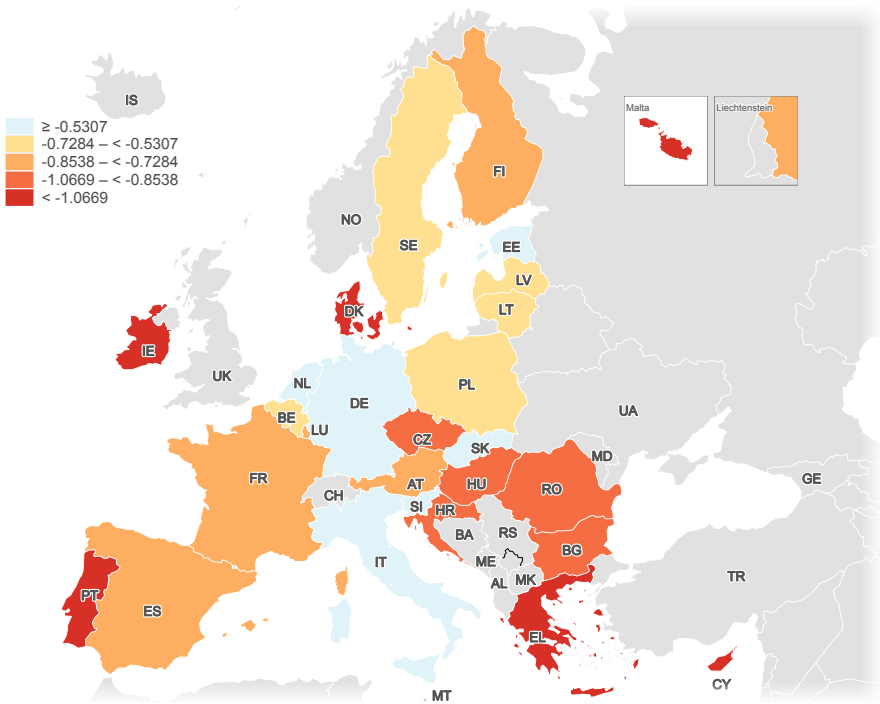 IS
Malta
Liechtenstein
≥ -0.5307
-0.7284 – < -0.5307
-0.8538 – < -0.7284
-1.0669 – < -0.8538
< -1.0669
FI
NO
SE
EE
LV
LT
DK
IE
UK
NL
DE
PL
BE
LU
UA
CZ
SK
MD
FR
CH
AT
HU
RO
GE
SI
HR
BA
RS
BG
IT
ME
MK
AL
TR
PT
ES
EL
CY
MT